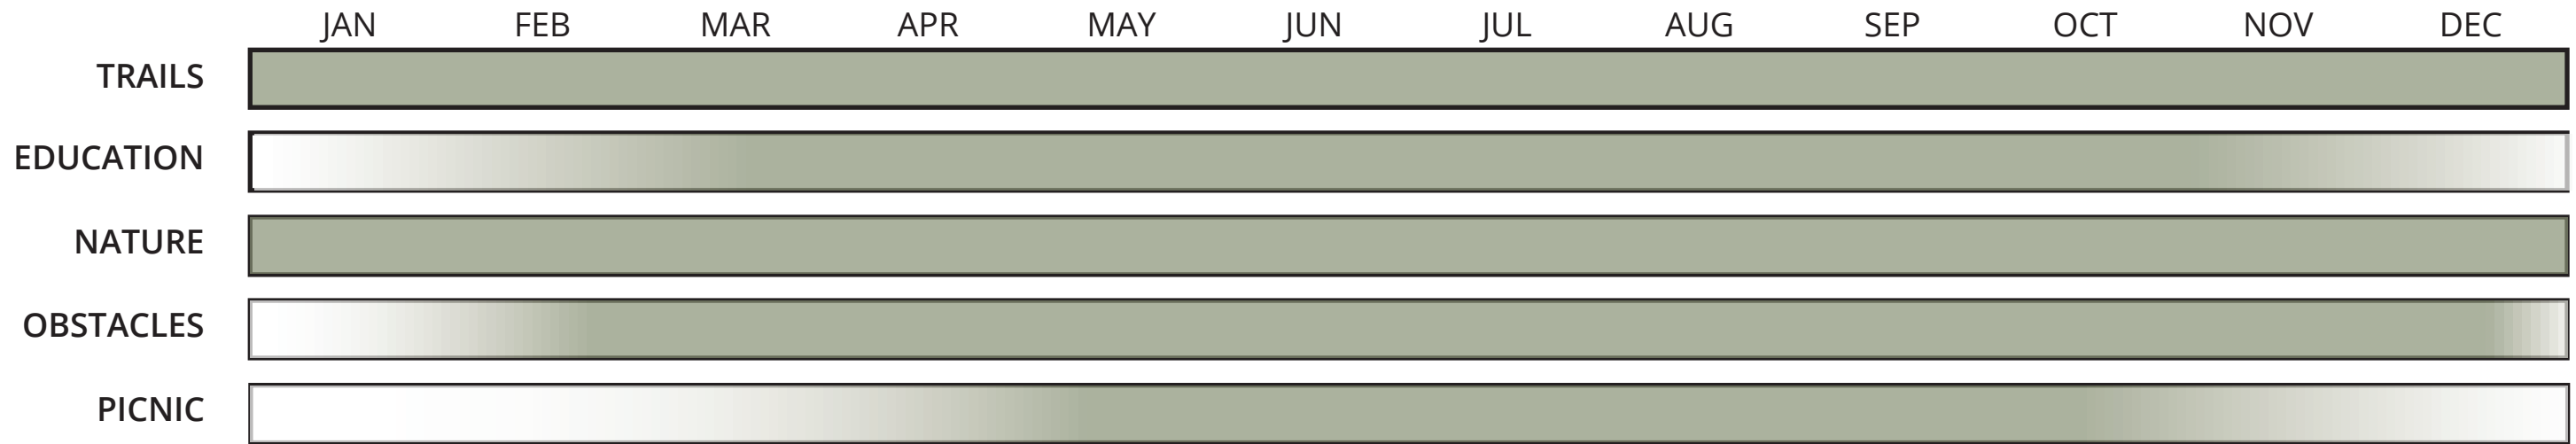 JAN FEB MAR APR MAY JUN JUL AUG SEP OCT NOV DEC
TRAILS
EDUCATION
NATURE
OBSTACLES
PICNIC